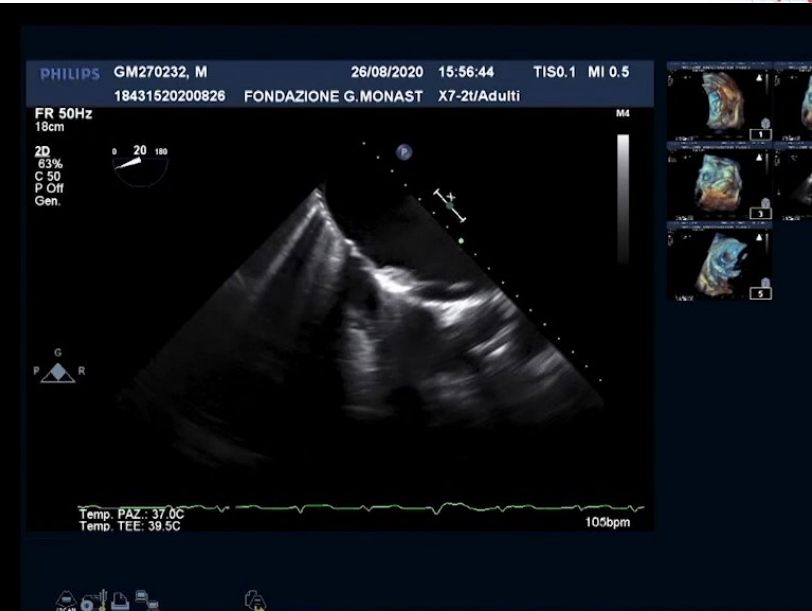 PHILIPS GM270232, M 26/08/2020 15:56:44 TIS0.1 MI 0.5
18431520200826 FONDAZIONE G.MONAST X7-2t/Adulti
FR 50Hz
18cm
M4
2D
63%
C 50
P Off
Gen.
0 20 180
P
x
G
P R
1
3
5
Temp. PAZ.: 37.0C
Temp. TEE: 39.5C
105bpm